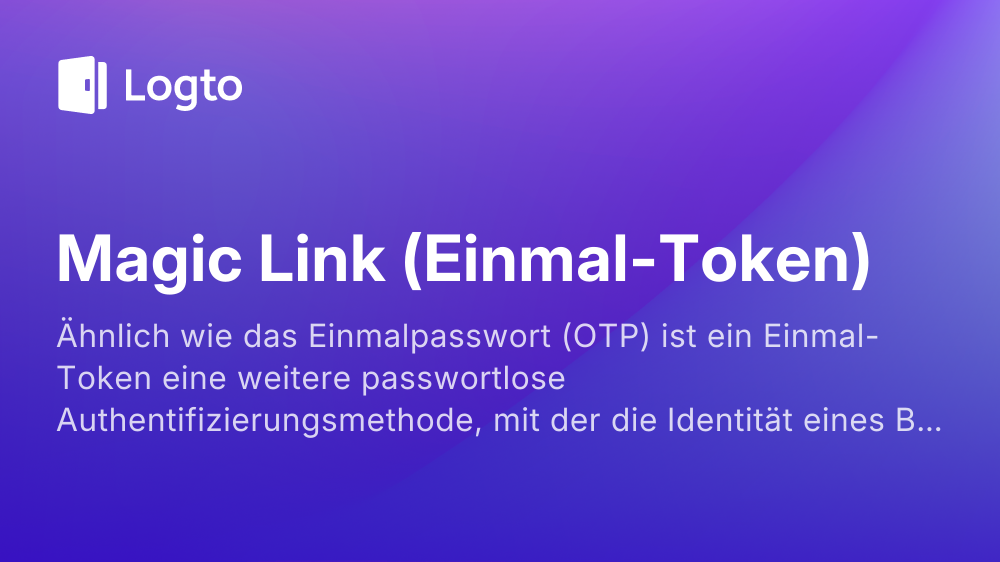 Logto
Magic Link (Einmal-Token)
Ähnlich wie das Einmalpasswort (OTP) ist ein Einmal-
Token eine weitere passwortlose
Authentifizierungsmethode, mit der die Identität eines B...